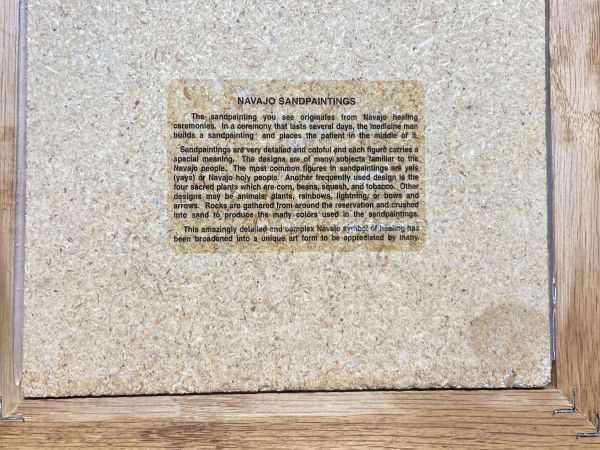 NAVAJO SANDPAINTINGS
The sandpainting you see originates from Navajo healing
ceremonies. In a ceremony that lasts several days, the medicine man
builds a sandpainting and places the patient in the middle of it.
Sandpaintings are very detailed and coloful and each figure carries a
special meaning. The designs are of many subjects familiar to the
Navajo people. The most common figures in sandpaintings are yeis
(yays) or Navajo holy people. Another frequently used design is the
four sacred plants which are corn, beans, squash, and tobacco. Other
designs may be animals, plants, rainbows, lightning, or bows and
arrows. Rocks are gathered from around the reservation and crushed
into sand to produce the many colors used in the sandpaintings.
This amazingly detailed and complex Navajo symbol of healing has
been broadened into a unique art form to be appreciated by many.